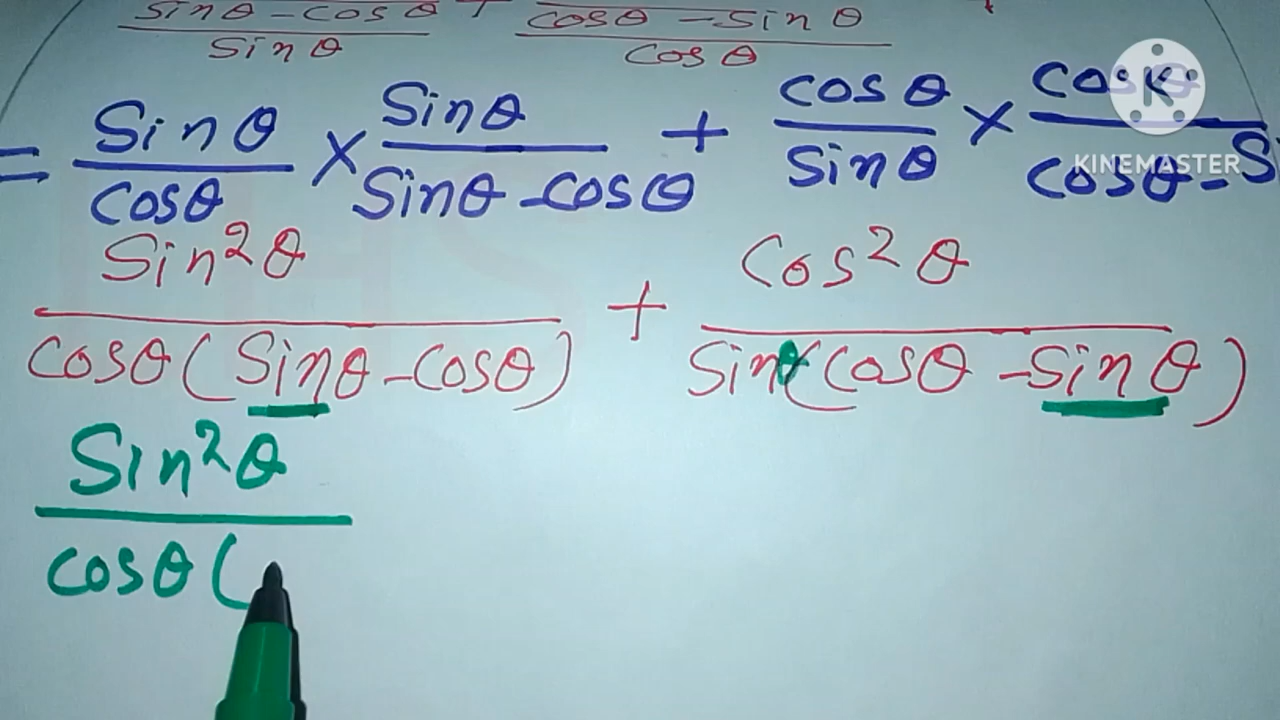 sinθ - cosθ + cosθ - sinθ
sinθ cosθ
= sinθ × sinθ + cosθ × cosθ
cosθ sinθ - cosθ sinθ cosθ - S
K
KINEMASTER
sin²θ + cos²θ
cosθ(sinθ - cosθ) sinθ(cosθ - sinθ)
sin²θ
cosθ(